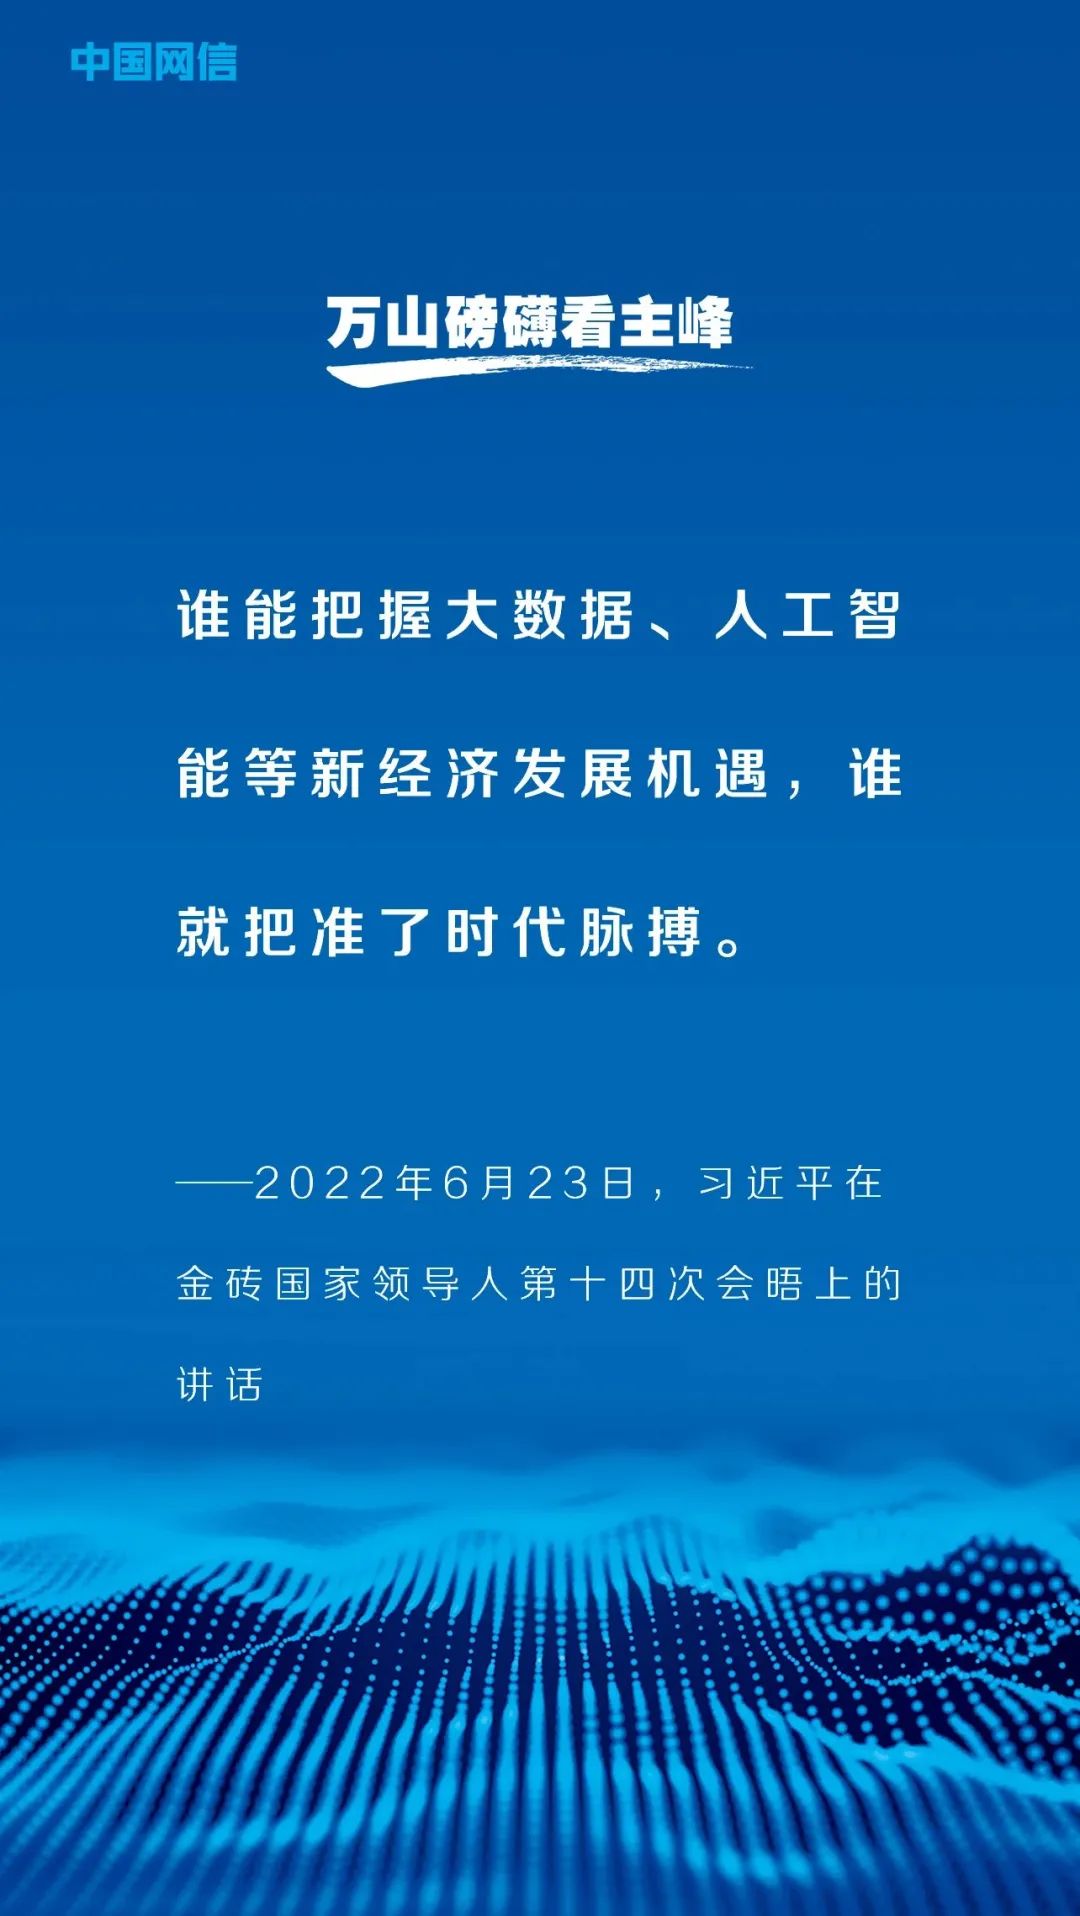 中国网信
万山磅礴看主峰
谁能把握大数据、人工智
能等新经济发展机遇，谁
就把准了时代脉搏。
——2022年6月23日，习近平在
金砖国家领导人第十四次会晤上的
讲话